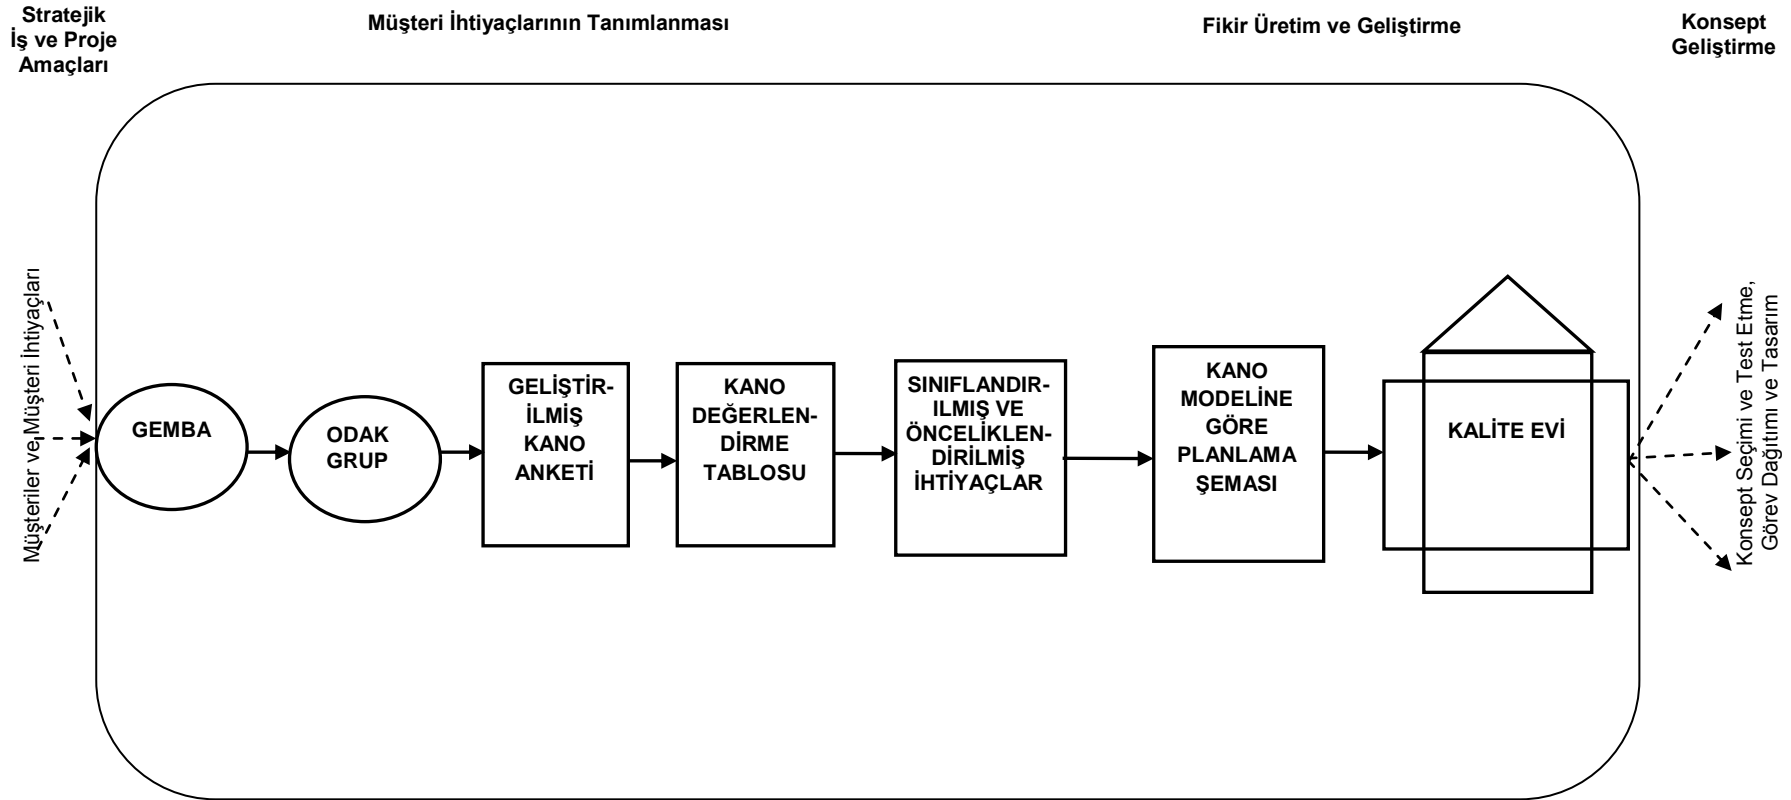 Stratejik
İş ve Proje
Amaçları
Müşteri İhtiyaçlarının Tanımlanması
Fikir Üretim ve Geliştirme
Konsept
Geliştirme
Müşteriler ve Müşteri İhtiyaçları
GEMBA
ODAK
GRUP
GELİŞTİR-
İLMİŞ
KANO
ANKETİ
KANO
DEĞERLEN-
DİRME
TABLOSU
SINIFLANDIR-
ILMIŞ VE
ÖNCELİKLEN-
DİRİLMİŞ
İHTİYAÇLAR
KANO
MODELİNE
GÖRE
PLANLAMA
ŞEMASI
KALİTE EVİ
Konsept Seçimi ve Test Etme,
Görev Dağıtımı ve Tasarım